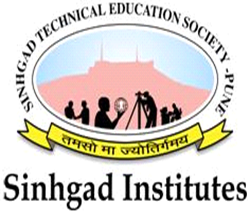 SINHGAD TECHNICAL EDUCATION SOCIETY - PUNE
तमसो मा ज्योतिर्गमय
Sinhgad Institutes